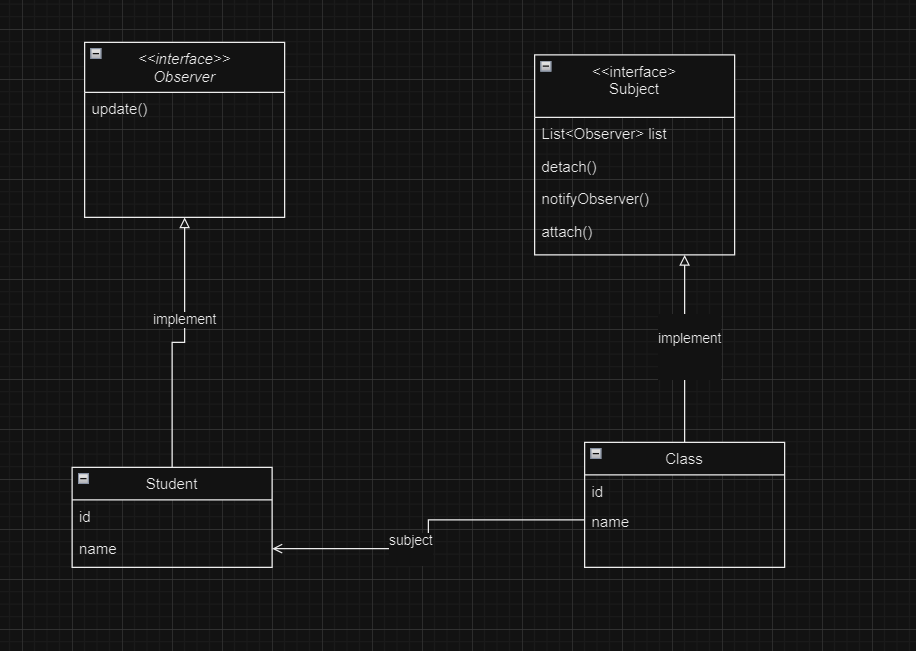 <<interface>>
Observer
update()
<<interface>
Subject
List<Observer> list
detach()
notifyObserver()
attach()
implement
implement
Student
id
name
subject
Class
id
name